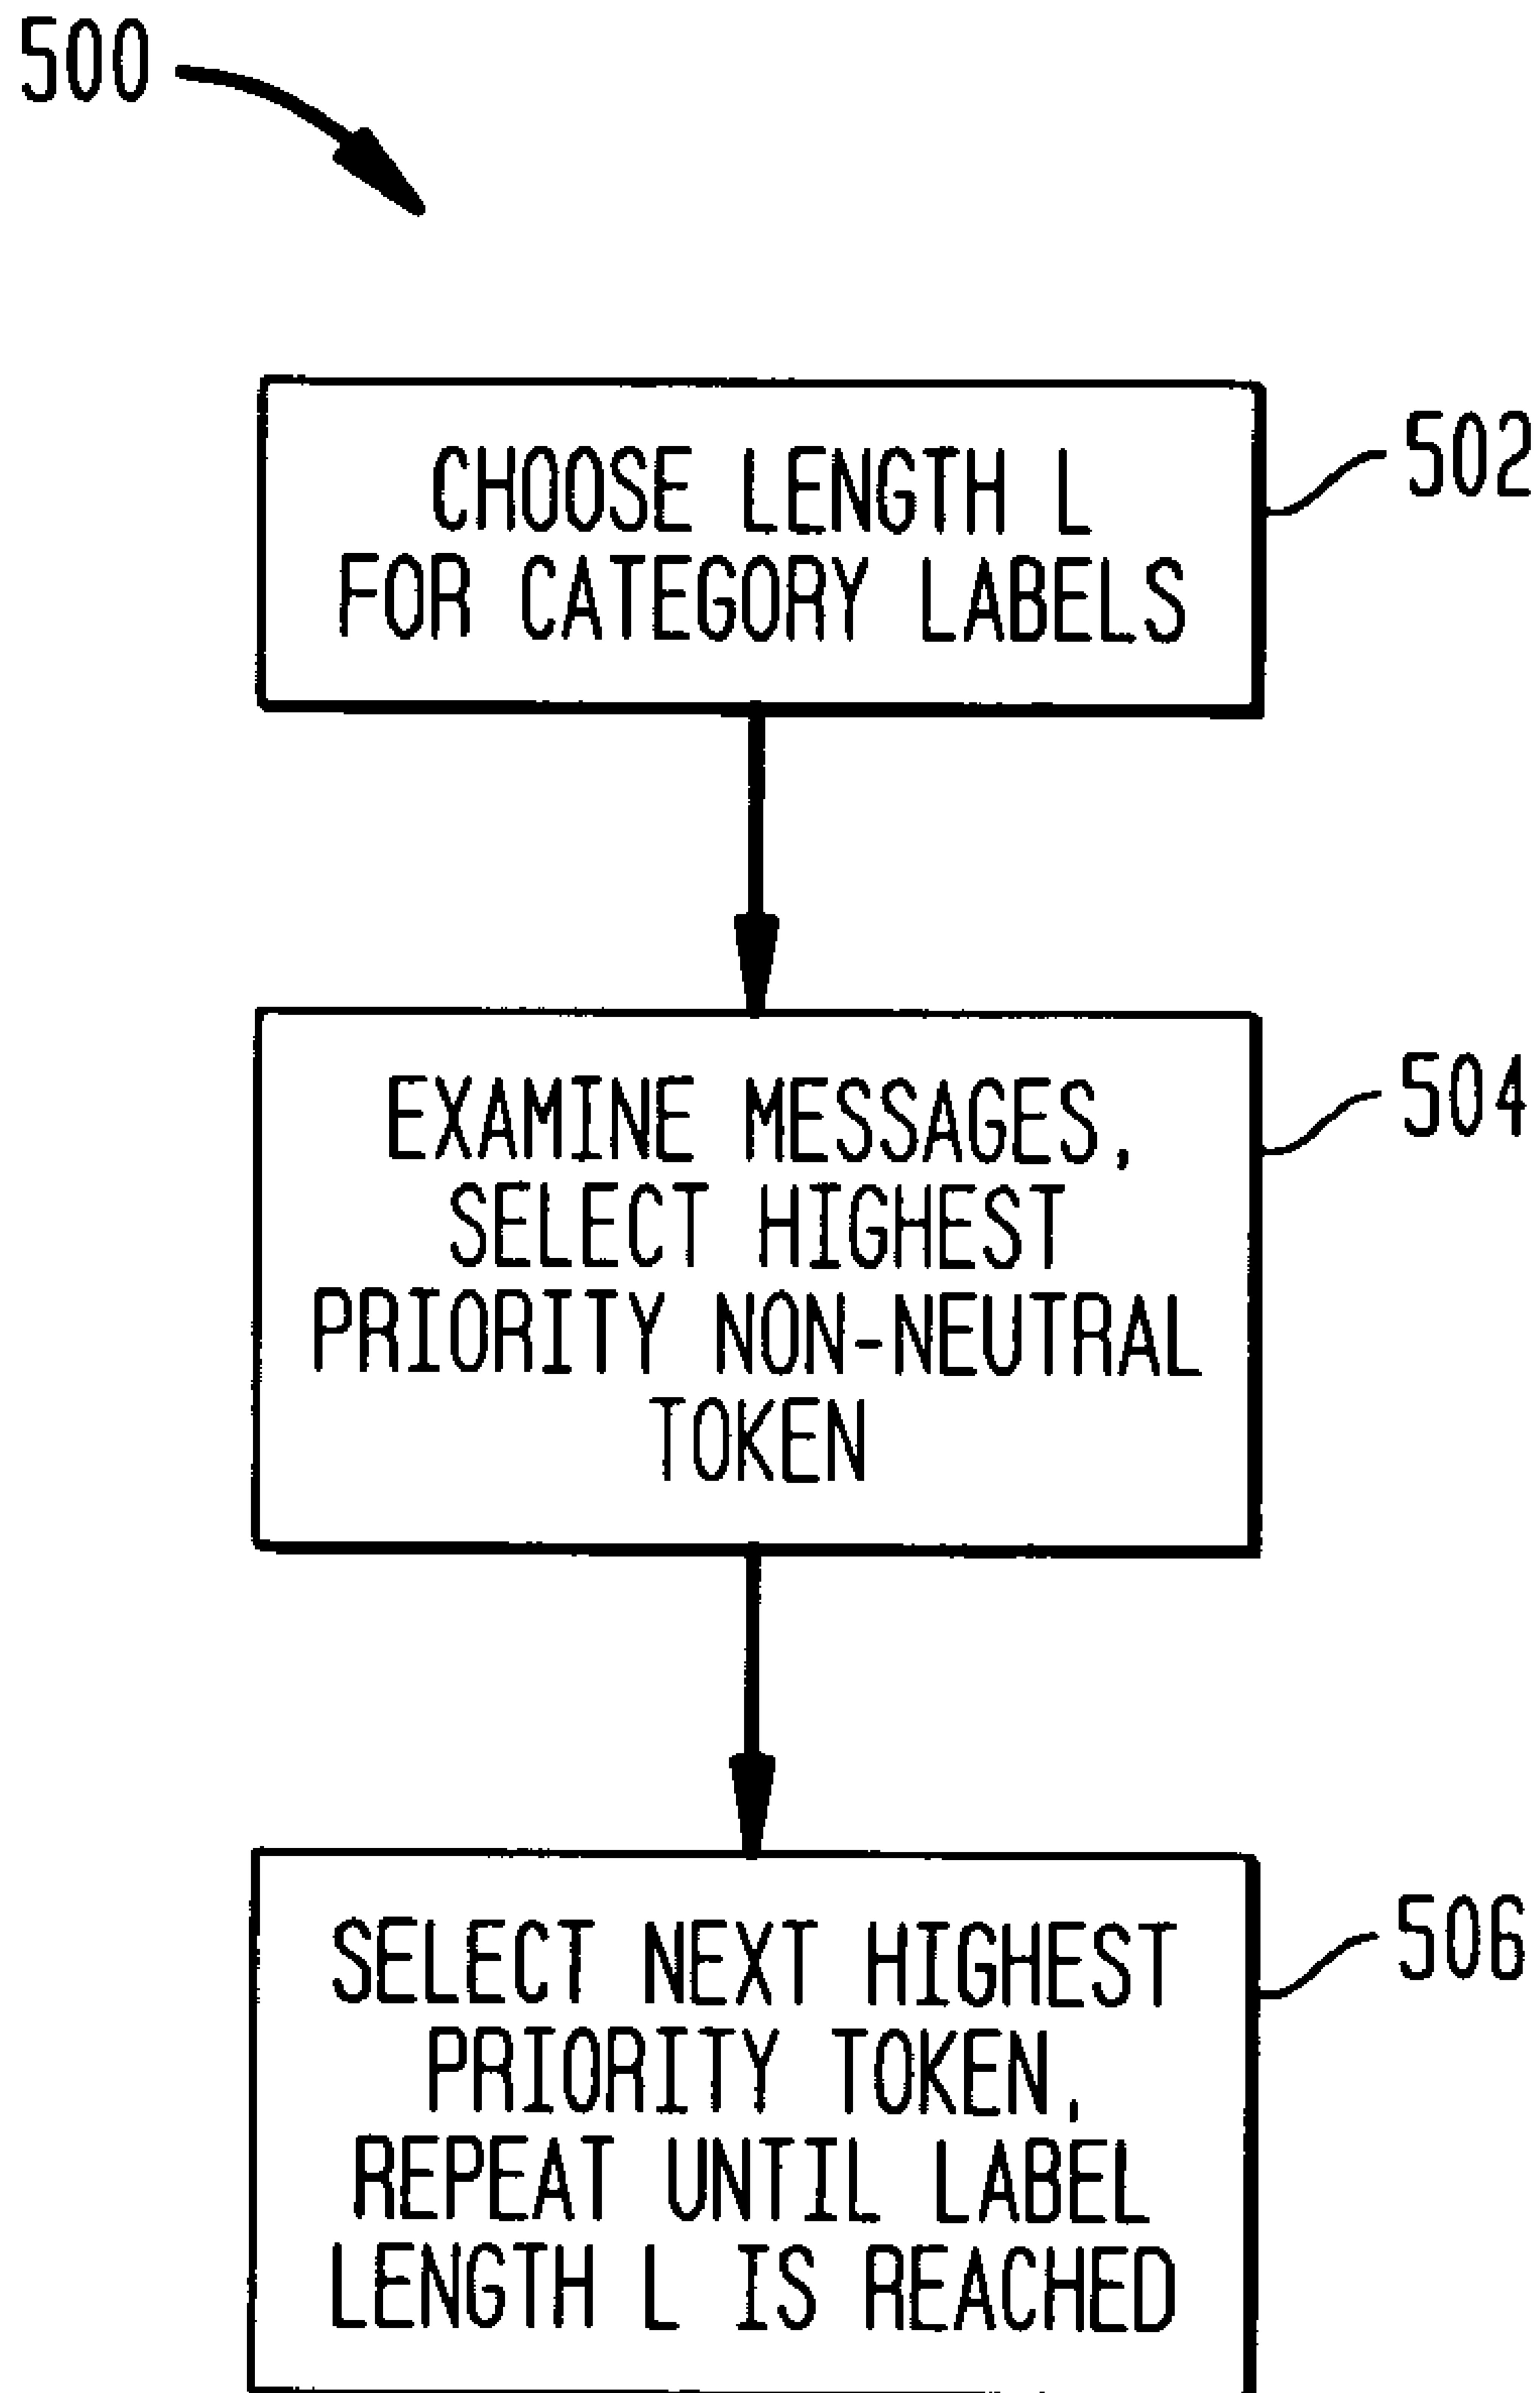 500
CHOOSE LENGTH L
FOR CATEGORY LABELS
502
EXAMINE MESSAGES,
SELECT HIGHEST
PRIORITY NON-NEUTRAL
TOKEN
504
SELECT NEXT HIGHEST
PRIORITY TOKEN,
REPEAT UNTIL LABEL
LENGTH L IS REACHED
506